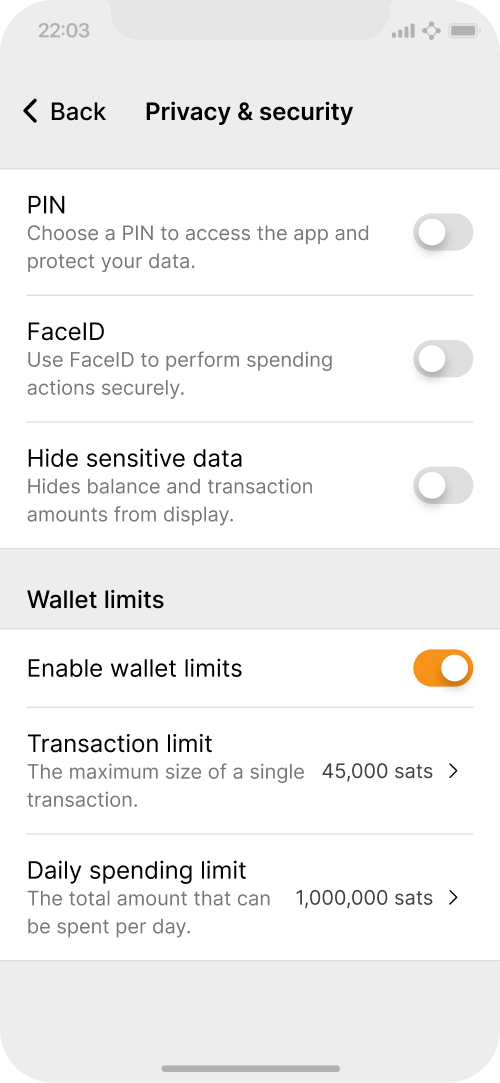 22:03
Back
Privacy & security
PIN
Choose a PIN to access the app and
protect your data.
FaceID
Use FaceID to perform spending
actions securely.
Hide sensitive data
Hides balance and transaction
amounts from display.
Wallet limits
Enable wallet limits
Transaction limit
The maximum size of a single
transaction.
45,000 sats
Daily spending limit
The total amount that can
be spent per day.
1,000,000 sats